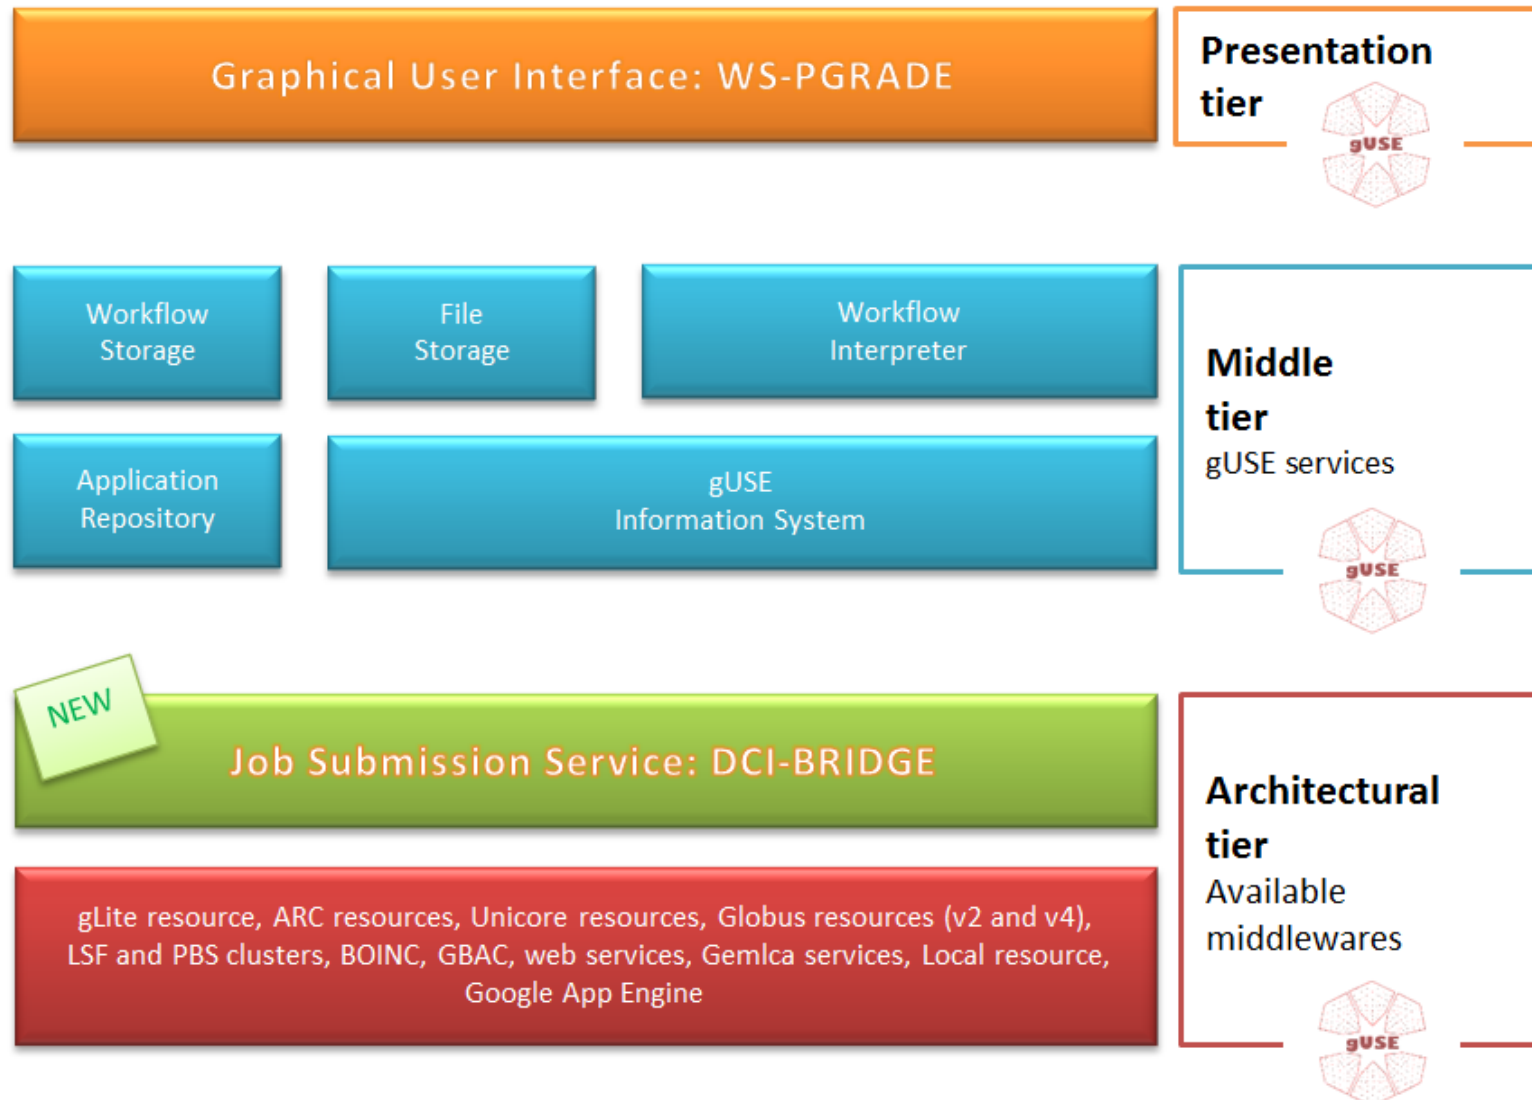 Graphical User Interface: WS-PGRADE
Presentation
tier
gUSE
Workflow
Storage
File
Storage
Workflow
Interpreter
Application
Repository
gUSE
Information System
Middle
tier
gUSE services
gUSE
NEW
Job Submission Service: DCI-BRIDGE
gLite resource, ARC resources, Unicore resources, Globus resources (v2 and v4),
LSF and PBS clusters, BOINC, GBAC, web services, Gemlca services, Local resource,
Google App Engine
Architectural
tier
Available
middlewares
gUSE